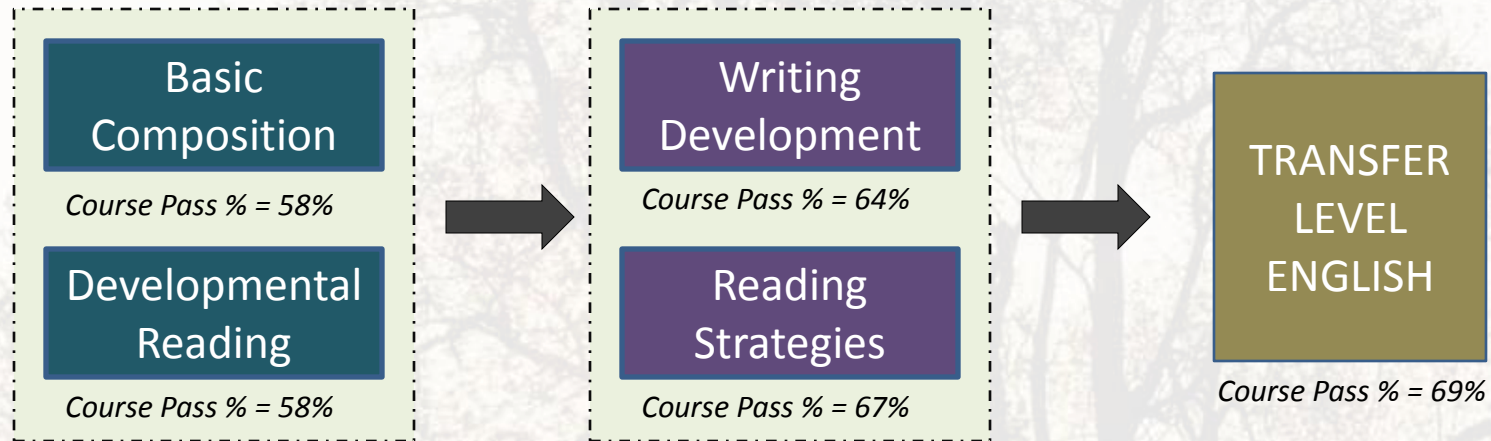 Basic
Composition
Course Pass % = 58%
Developmental
Reading
Course Pass % = 58%
Writing
Development
Course Pass % = 64%
Reading
Strategies
Course Pass % = 67%
TRANSFER
LEVEL
ENGLISH
Course Pass % = 69%